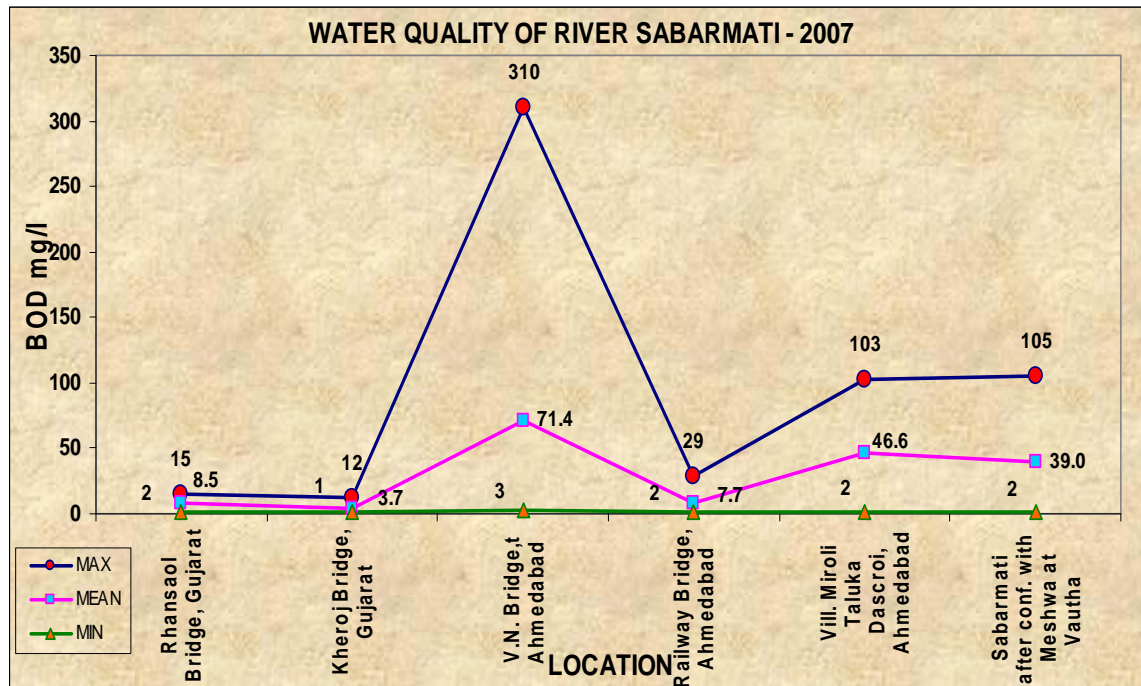 WATER QUALITY OF RIVER SABARMATI - 2007
350
300
250
200
150
100
50
0
BOD mg/l
310
103
105
15
12
29
8.5
3.7
71.4
7.7
46.6
39.0
2
1
3
2
2
2
Rhansaol
Bridge, Gujarat
Kheroj Bridge,
Gujarat
V.N. Bridge,t
Ahmedabad
Railway Bridge,
Ahmedabad
Vill. Miroli
Taluka
Dascroi,
Ahmedabad
Sabarmati
after conf. with
Meshwa at
Vautha
LOCATION
MAX
MEAN
MIN